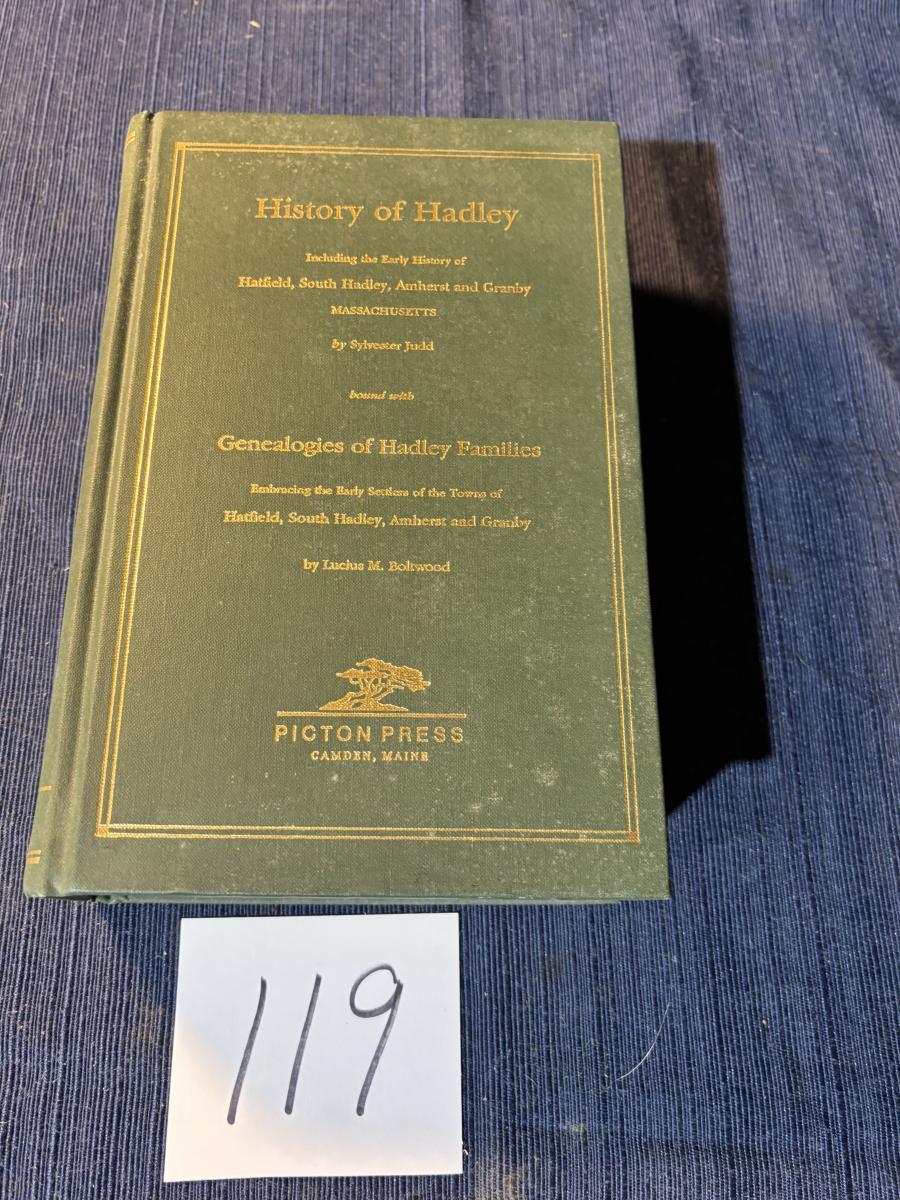 History of Hadley
Including the Early History of
Hatfield, South Hadley, Amherst and Granby
MASSACHUSETTS
by Sylvester Judd
bound with
Genealogies of Hadley Families
Embracing the Early Settlers of the Towns of
Hatfield, South Hadley, Amherst and Granby
by Lucius M. Boltwood
PICTON PRESS
CAMDEN, MAINE
119